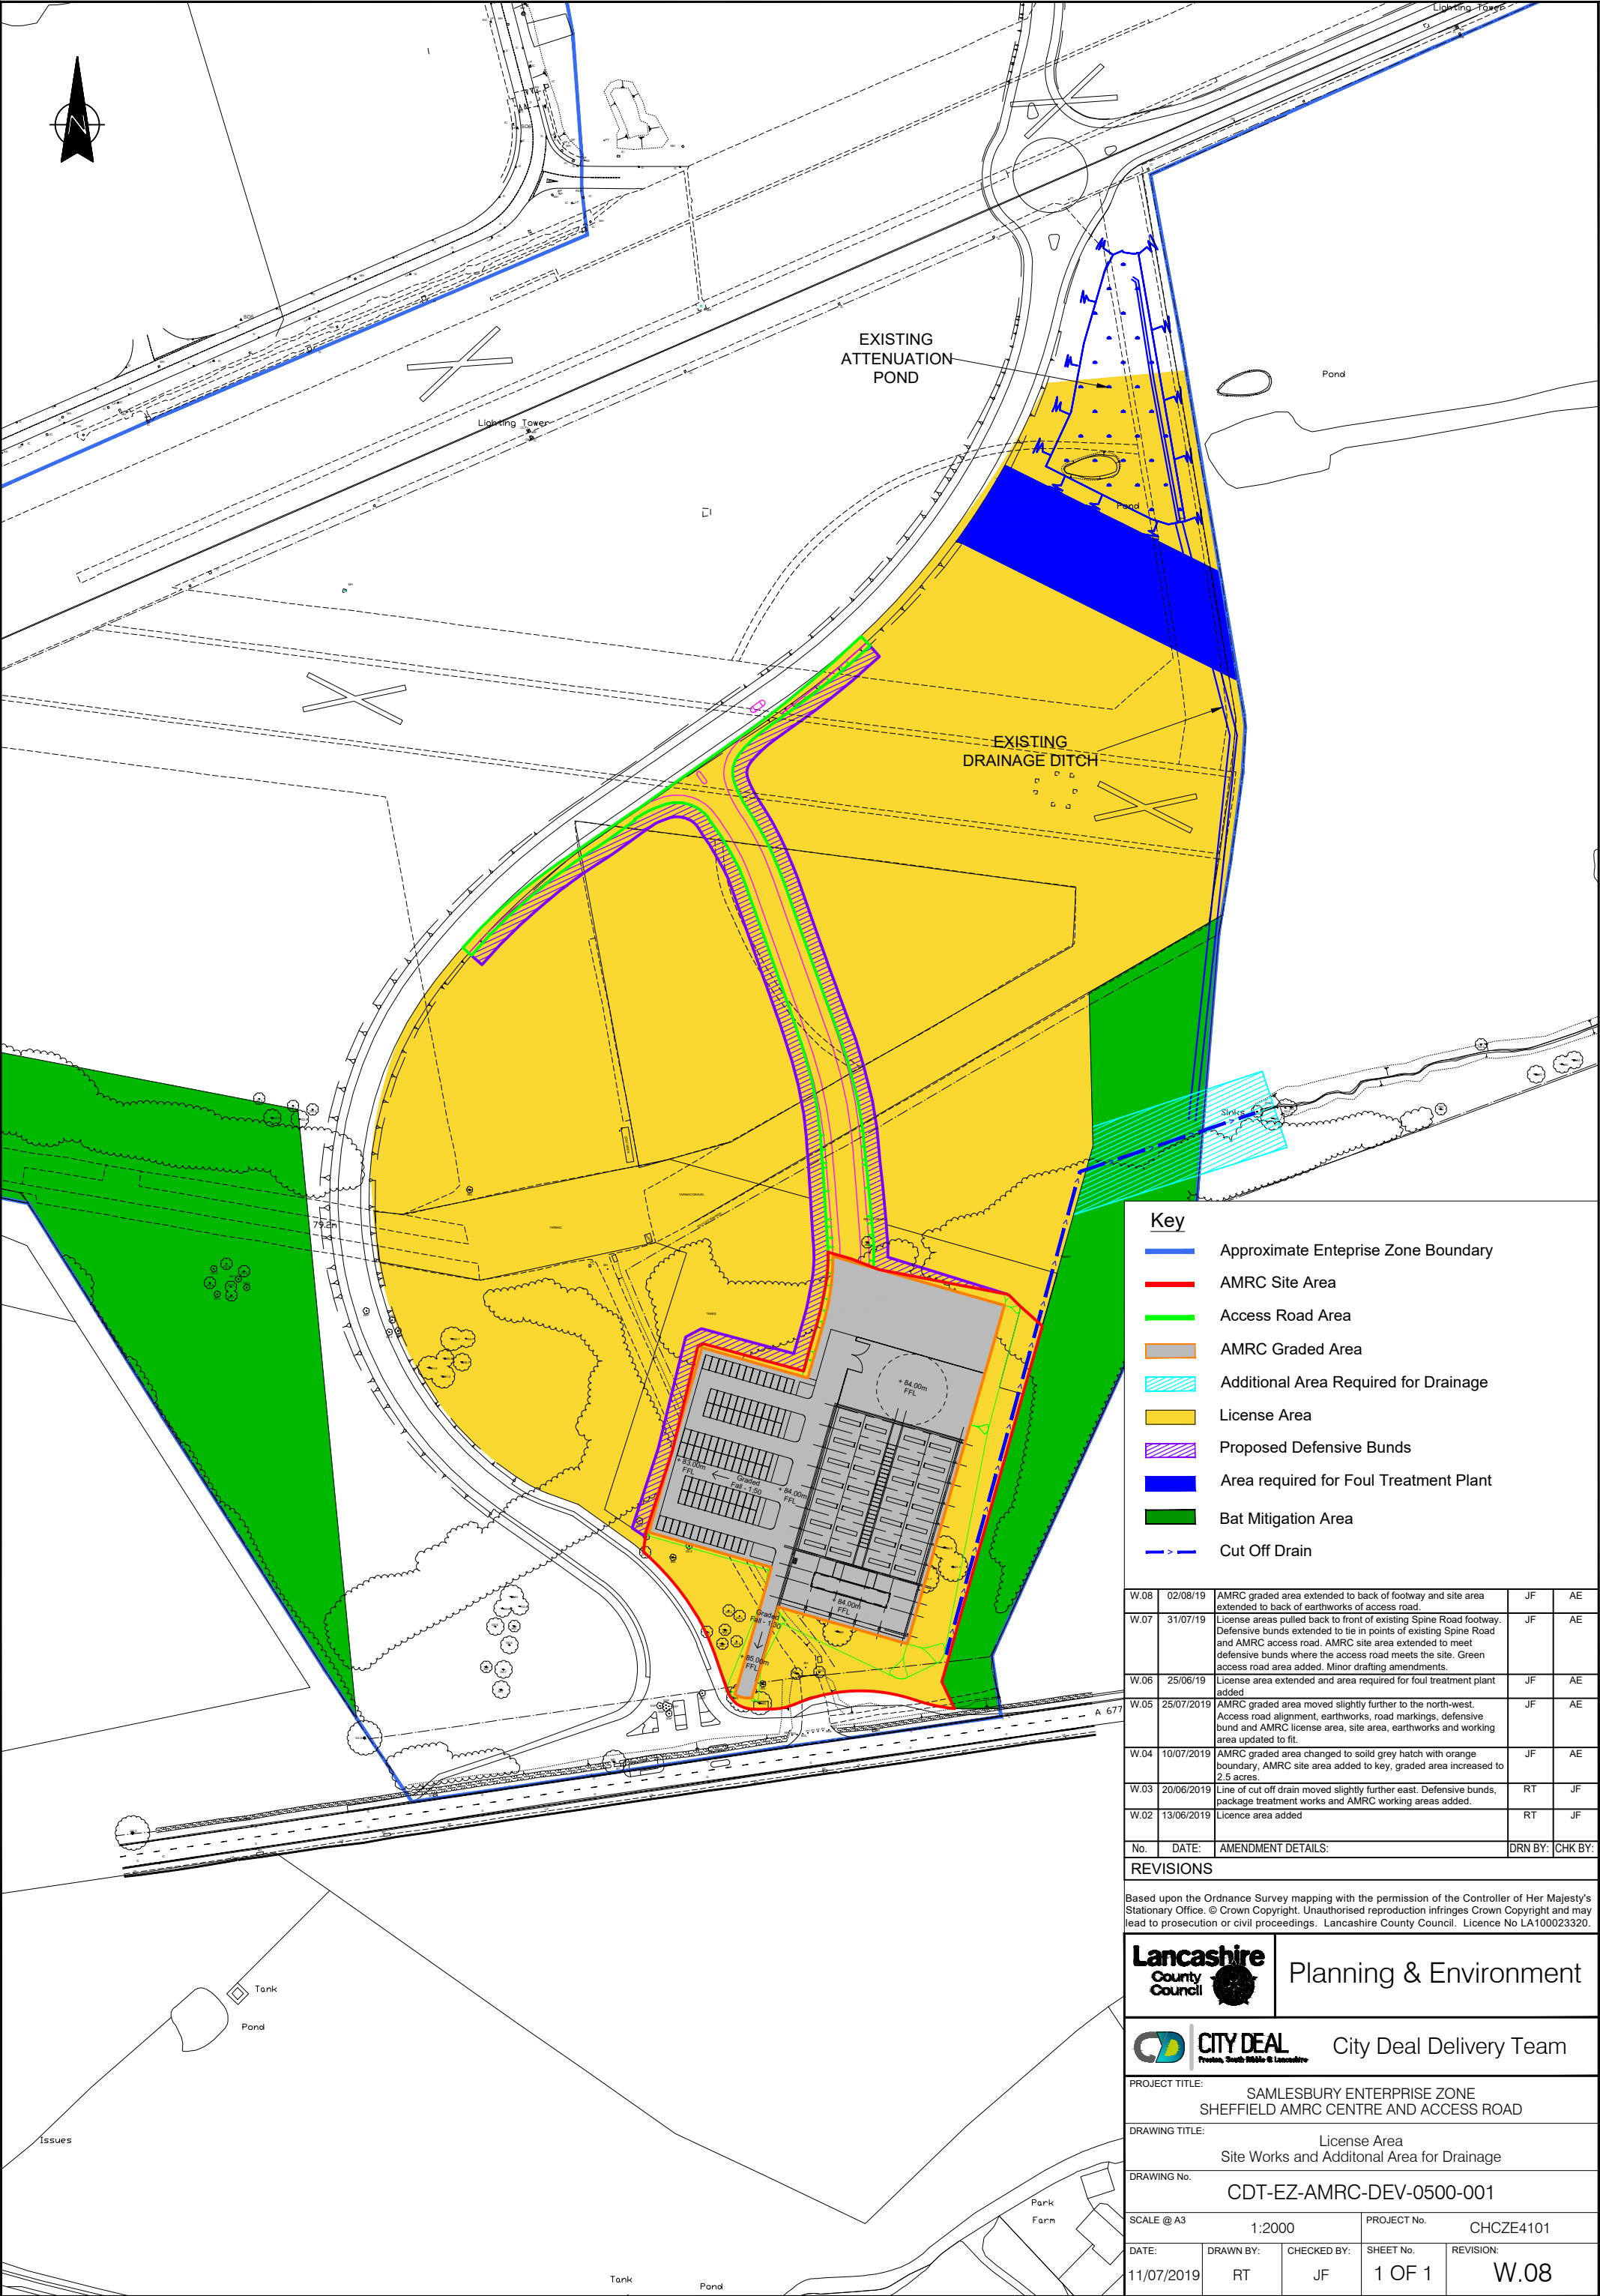 Lighting Tower
N
EXISTING
ATTENUATION
POND
Pond
Lighting Tower
Pond
EXISTING
DRAINAGE DITCH
Sinks
79.2m
+ 84.00m
FFL
+ 83.00m
FFL
Graded
Fall - 1:50
+ 84.00m
FFL
+ 84.00m
FFL
Graded
Fall - 1:30
+ 85.00m
FFL
A 677
Tank
Pond
Issues
Park
Farm
Tank
Pond
Key
Approximate Enteprise Zone Boundary
AMRC Site Area
Access Road Area
AMRC Graded Area
Additional Area Required for Drainage
License Area
Proposed Defensive Bunds
Area required for Foul Treatment Plant
Bat Mitigation Area
Cut Off Drain
W.08 02/08/19 AMRC graded area extended to back of footway and site area JF AE
extended to back of earthworks of access road.
W.07 31/07/19 License areas pulled back to front of existing Spine Road footway. JF AE
Defensive bunds extended to tie in points of existing Spine Road
and AMRC access road. AMRC site area extended to meet
defensive bunds where the access road meets the site. Green
access road area added. Minor drafting amendments.
W.06 25/06/19 License area extended and area required for foul treatment plant JF AE
added
W.05 25/07/2019 AMRC graded area moved slightly further to the north-west. JF AE
Access road alignment, earthworks, road markings, defensive
bund and AMRC license area, site area, earthworks and working
area updated to fit.
W.04 10/07/2019 AMRC graded area changed to soild grey hatch with orange JF AE
boundary, AMRC site area added to key, graded area increased to
2.5 acres.
W.03 20/06/2019 Line of cut off drain moved slightly further east. Defensive bunds, RT JF
package treatment works and AMRC working areas added.
W.02 13/06/2019 Licence area added RT JF
No. DATE: AMENDMENT DETAILS: DRN BY: CHK BY:
REVISIONS
Based upon the Ordnance Survey mapping with the permission of the Controller of Her Majesty's
Stationary Office. © Crown Copyright. Unauthorised reproduction infringes Crown Copyright and may
lead to prosecution or civil proceedings. Lancashire County Council. Licence No LA100023320.
Lancashire
County
Council
Planning & Environment
CITY DEAL
Preston, South Ribble & Lancashire
City Deal Delivery Team
PROJECT TITLE:
SAMLESBURY ENTERPRISE ZONE
SHEFFIELD AMRC CENTRE AND ACCESS ROAD
DRAWING TITLE:
License Area
Site Works and Additonal Area for Drainage
DRAWING No.
CDT-EZ-AMRC-DEV-0500-001
SCALE @ A3
1:2000
PROJECT No.
CHCZE4101
DATE:
11/07/2019
DRAWN BY:
RT
CHECKED BY:
JF
SHEET No.
1 OF 1
REVISION:
W.08